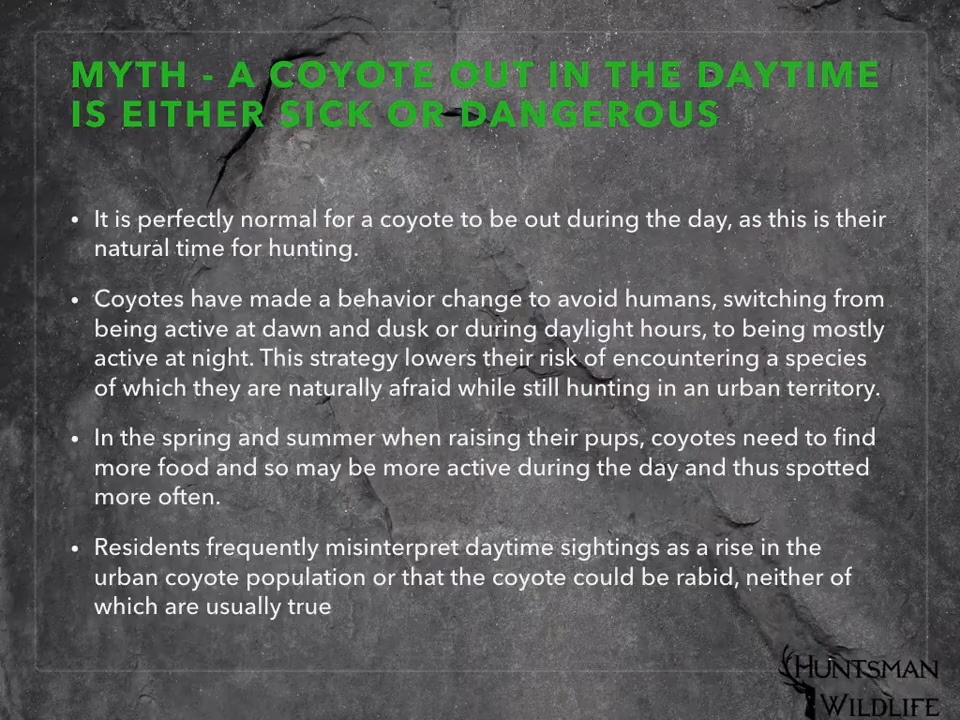 MYTH - A COYOTE OUT IN THE DAYTIME
IS EITHER SICK OR DANGEROUS
• It is perfectly normal for a coyote to be out during the day, as this is their
natural time for hunting.
• Coyotes have made a behavior change to avoid humans, switching from
being active at dawn and dusk or during daylight hours, to being mostly
active at night. This strategy lowers their risk of encountering a species
of which they are naturally afraid while still hunting in an urban territory.
• In the spring and summer when raising their pups, coyotes need to find
more food and so may be more active during the day and thus spotted
more often.
• Residents frequently misinterpret daytime sightings as a rise in the
urban coyote population or that the coyote could be rabid, neither of
which are usually true
HUNTSMAN
WILDLIFE